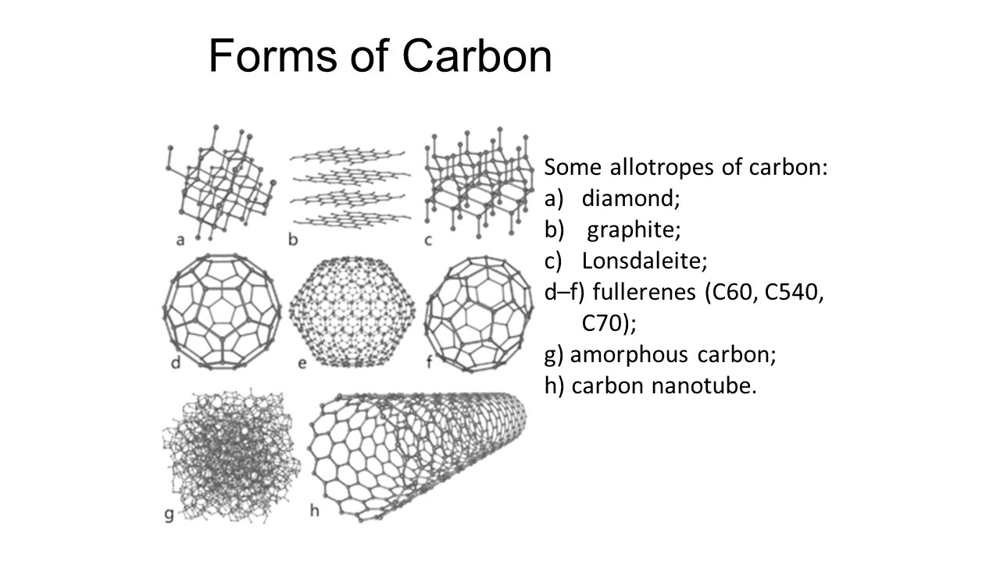 Forms of Carbon
a
b
c
d
e
f
g
h
Some allotropes of carbon:
a) diamond;
b) graphite;
c) Lonsdaleite;
d–f) fullerenes (C60, C540,
C70);
g) amorphous carbon;
h) carbon nanotube.